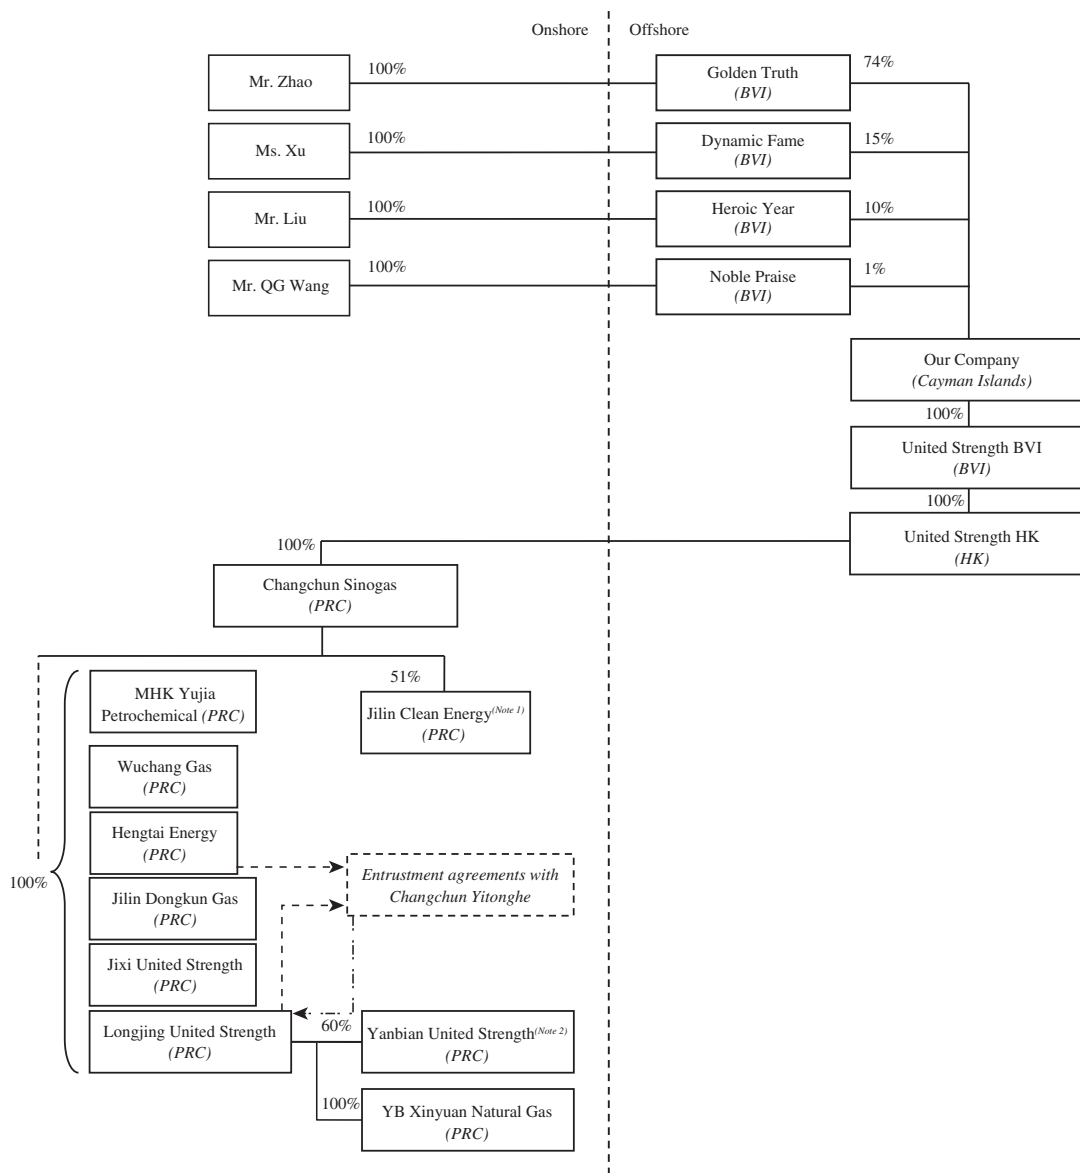 Onshore
Offshore
Mr. Zhao
100%
Golden Truth
(BVI)
74%
Ms. Xu
100%
Dynamic Fame
(BVI)
15%
Mr. Liu
100%
Heroic Year
(BVI)
10%
Mr. QG Wang
100%
Noble Praise
(BVI)
1%
Our Company
(Cayman Islands)
100%
United Strength BVI
(BVI)
100%
United Strength HK
(HK)
100%
Changchun Sinogas
(PRC)
51%
Jilin Clean Energy(Note 1)
(PRC)
100%
MHK Yujia
Petrochemical (PRC)
Wuchang Gas
(PRC)
Hengtai Energy
(PRC)
Entrustment agreements with
Changchun Yitonghe
Jilin Dongkun Gas
(PRC)
Jixi United Strength
(PRC)
Longjing United Strength
(PRC)
60%
Yanbian United Strength(Note 2)
(PRC)
100%
YB Xinyuan Natural Gas
(PRC)